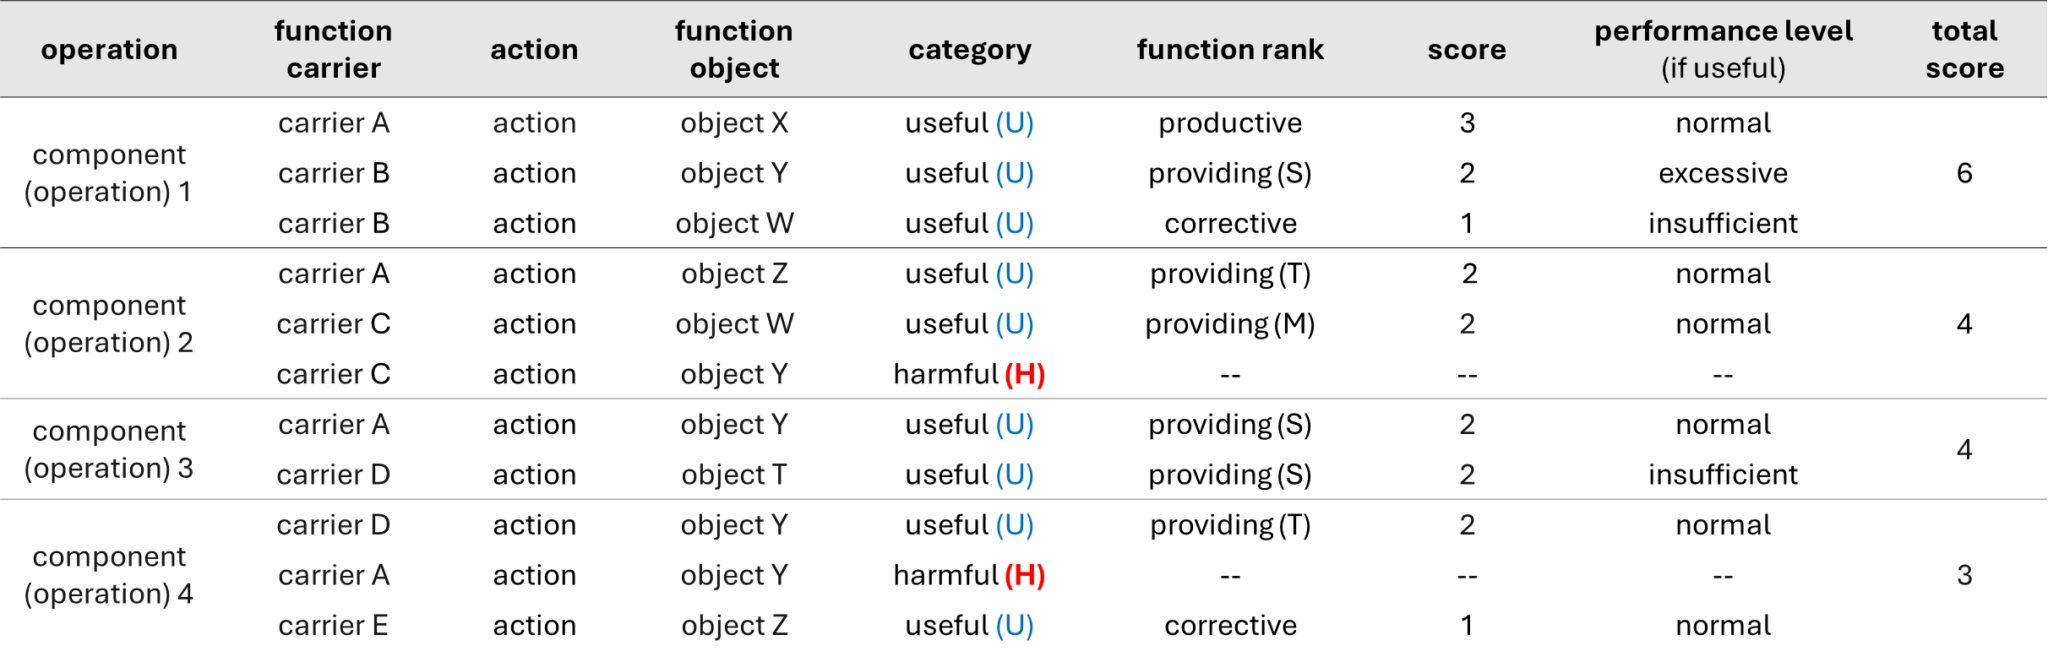 operation function carrier action function object category function rank score performance level (if useful) total score
component (operation) 1
carrier A action object X useful (U) productive 3 normal
carrier B action object Y useful (U) providing (S) 2 excessive
carrier B action object W useful (U) corrective 1 insufficient
6
component (operation) 2
carrier A action object Z useful (U) providing (T) 2 normal
carrier C action object W useful (U) providing (M) 2 normal
carrier C action object Y harmful (H) -- -- --
4
component (operation) 3
carrier A action object Y useful (U) providing (S) 2 normal
carrier D action object T useful (U) providing (S) 2 insufficient
4
component (operation) 4
carrier D action object Y useful (U) providing (T) 2 normal
carrier A action object Y harmful (H) -- -- --
carrier E action object Z useful (U) corrective 1 normal
3